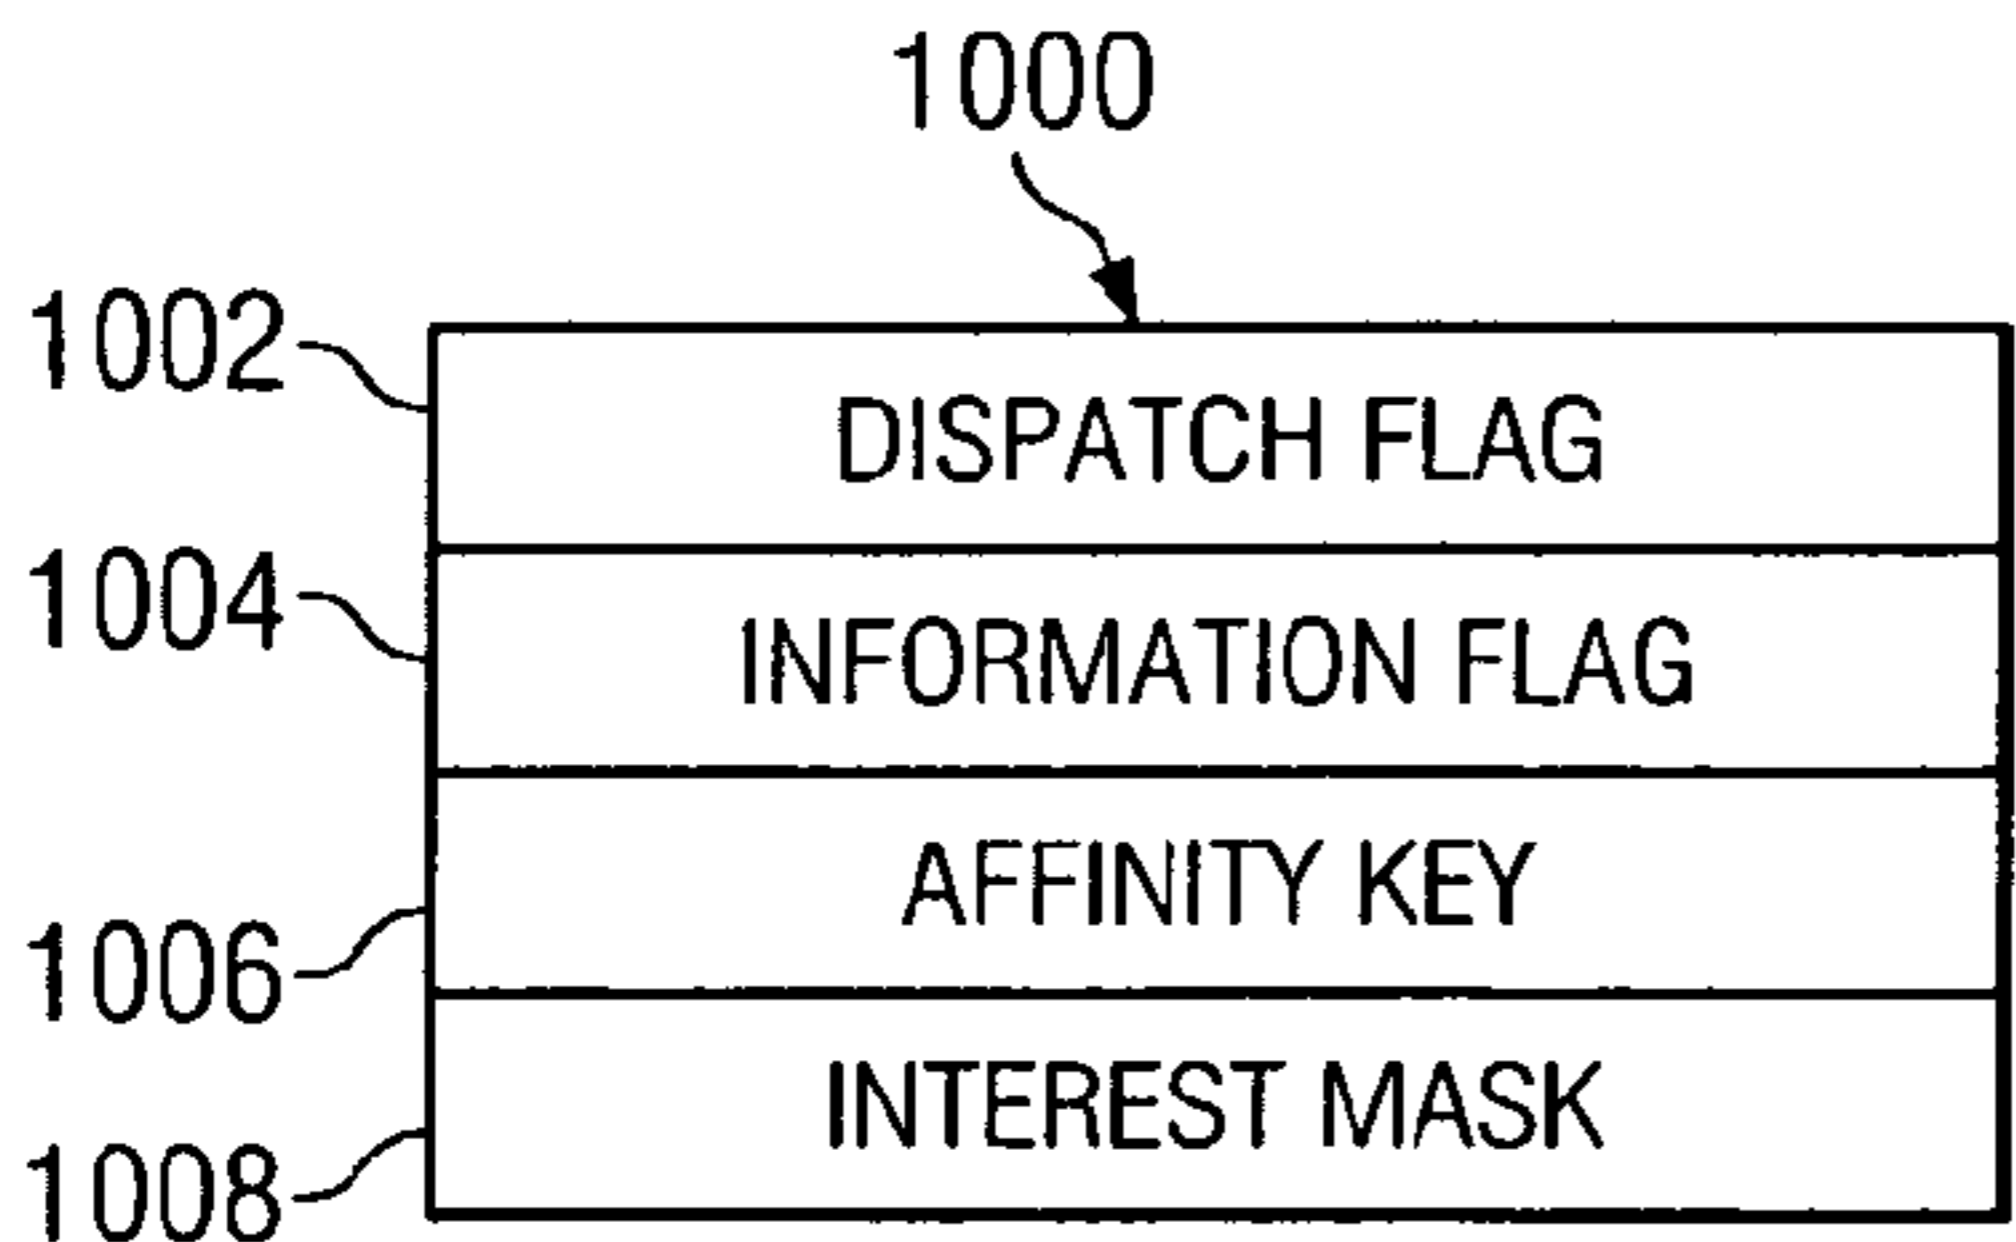 1000
1002
DISPATCH FLAG
1004
INFORMATION FLAG
AFFINITY KEY
1006
INTEREST MASK
1008